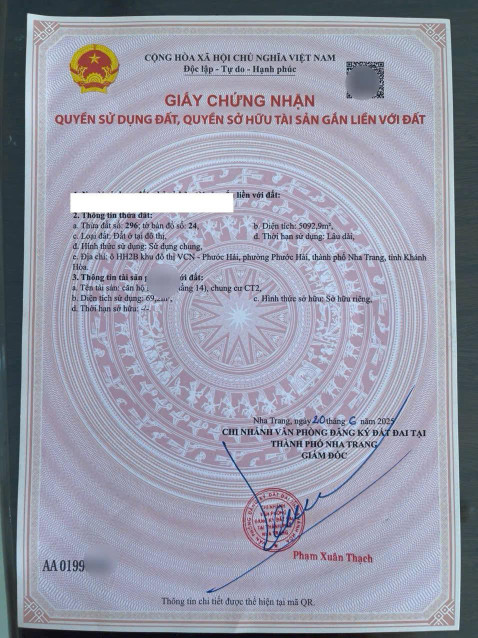 CỘNG HÒA XÃ HỘI CHỦ NGHĨA VIỆT NAM
Độc lập - Tự do - Hạnh phúc
GIẤY CHỨNG NHẬN
QUYỀN SỬ DỤNG ĐẤT, QUYỀN SỞ HỮU TÀI SẢN GẮN LIỀN VỚI ĐẤT
liền với đất:
2. Thông tin thửa đất:
a. Thửa đất số: 296; tờ bản đồ số: 24,
b. Diện tích: 5092,9m²,
c. Loại đất: Đất ở tại đô thị,
d. Thời hạn sử dụng: Lâu dài,
đ. Hình thức sử dụng: Sử dụng chung,
e. Địa chỉ: ô HH2B khu đô thị VCN - Phước Hải, phường Phước Hải, thành phố Nha Trang, tỉnh Khánh
Hòa.
3. Thông tin tài sản với đất:
a. Tên tài sản: căn hộ tầng 14), chung cư CT2,
b. Diện tích sử dụng: 69,
c. Hình thức sở hữu: Sở hữu riêng,
d. Thời hạn sở hữu: -/-
Nha Trang, ngày 20 tháng 6 năm 2025
CHI NHÁNH VĂN PHÒNG ĐĂNG KÝ ĐẤT ĐAI TẠI
THÀNH PHỐ NHA TRANG
GIÁM ĐỐC
Phạm Xuân Thạch
AA 0199
Thông tin chi tiết được thể hiện tại mã QR.